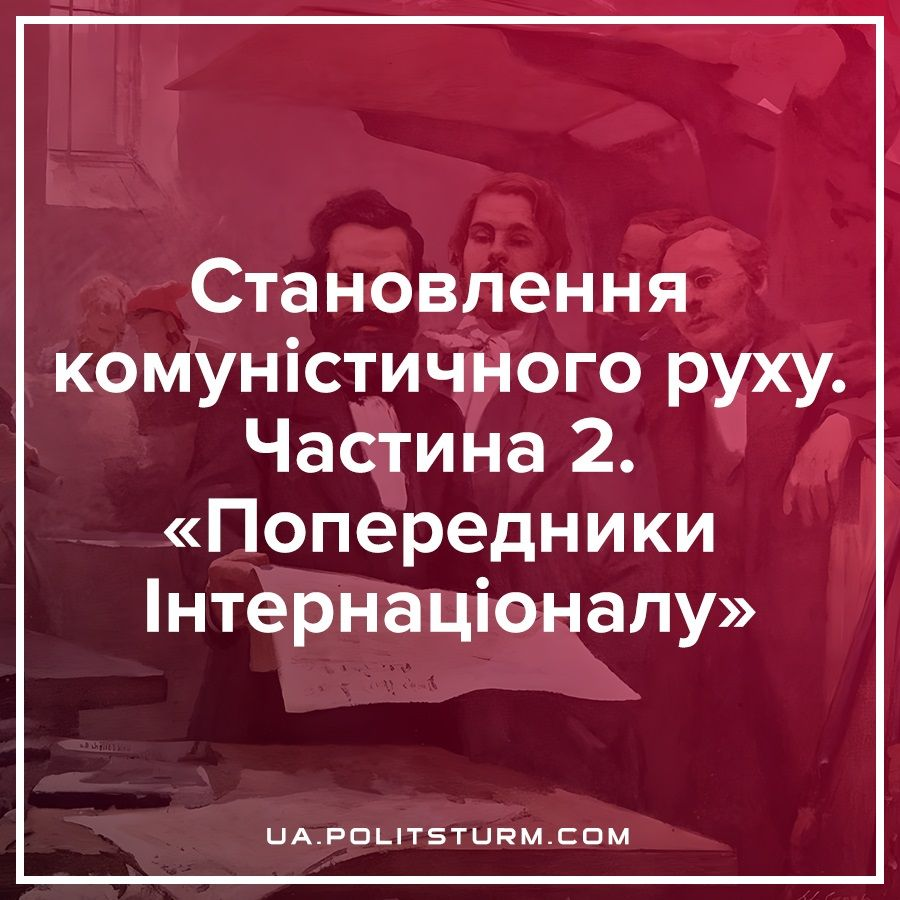 Становлення
комуністичного руху.
Частина 2.
«Попередники
Інтернаціоналу»
UA.POLITSTURM.COM